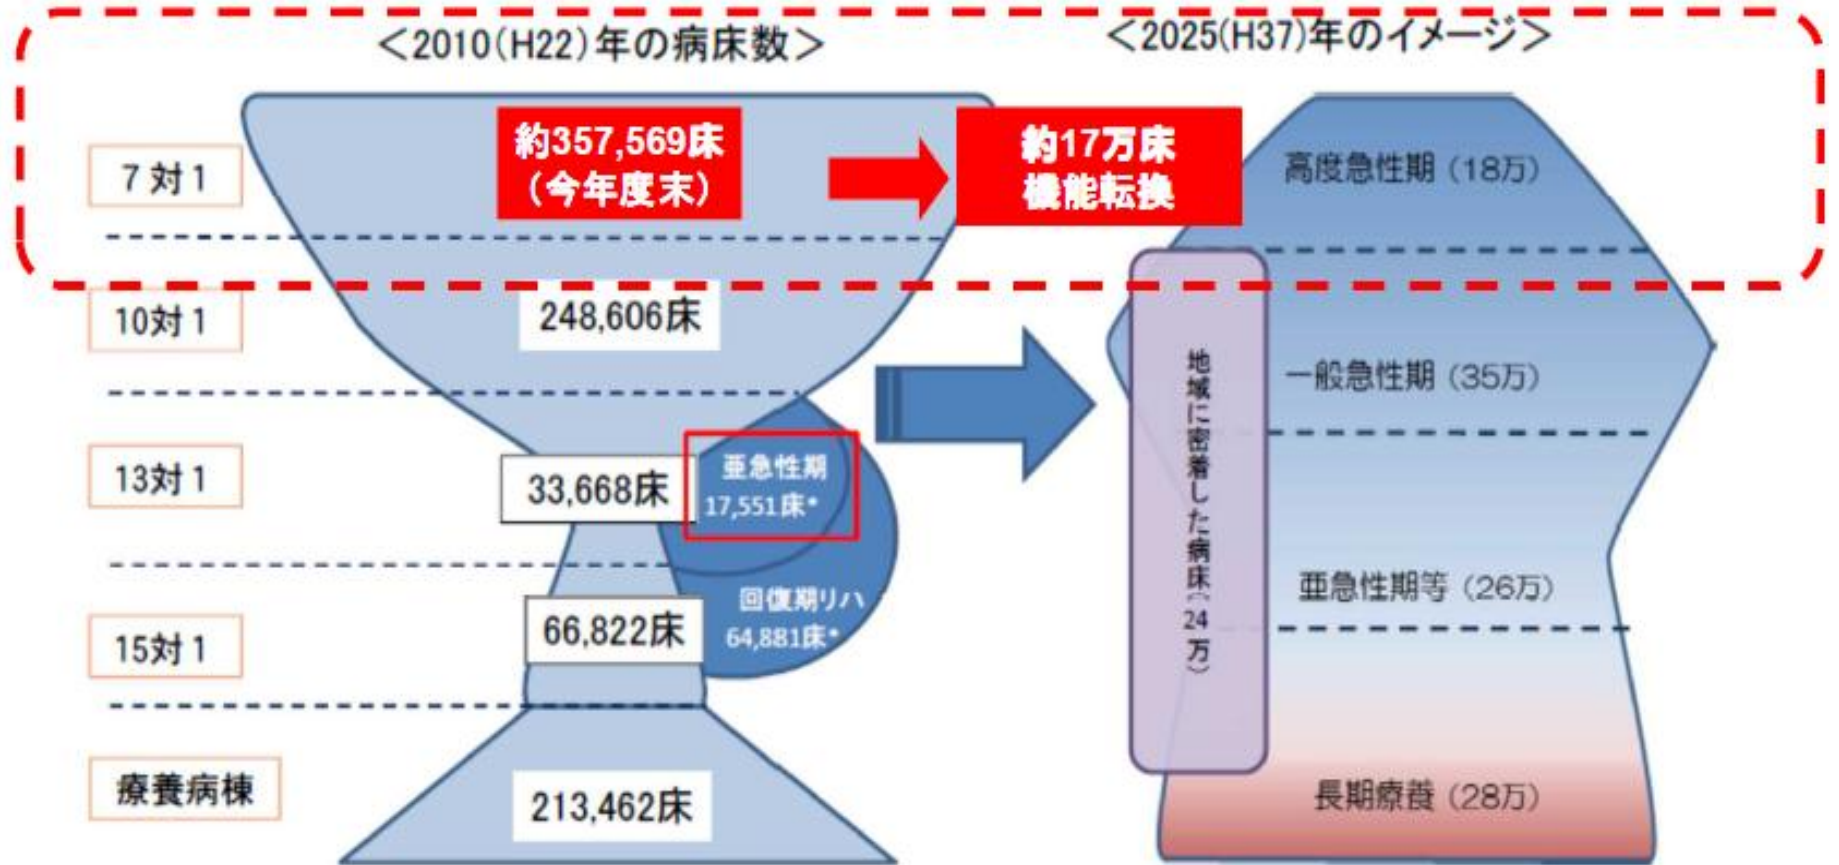 ＜2010(H22)年の病床数＞
＜2025(H37)年のイメージ＞
7対1
約357,569床
（今年度末）
約17万床
機能転換
高度急性期（18万）
10対1
248,606床
一般急性期（35万）
地域に密着した病床（24万）
13対1
33,668床
亜急性期
17,551床*
亜急性期等（26万）
15対1
66,822床
回復期リハ
64,881床*
療養病棟
213,462床
長期療養（28万）